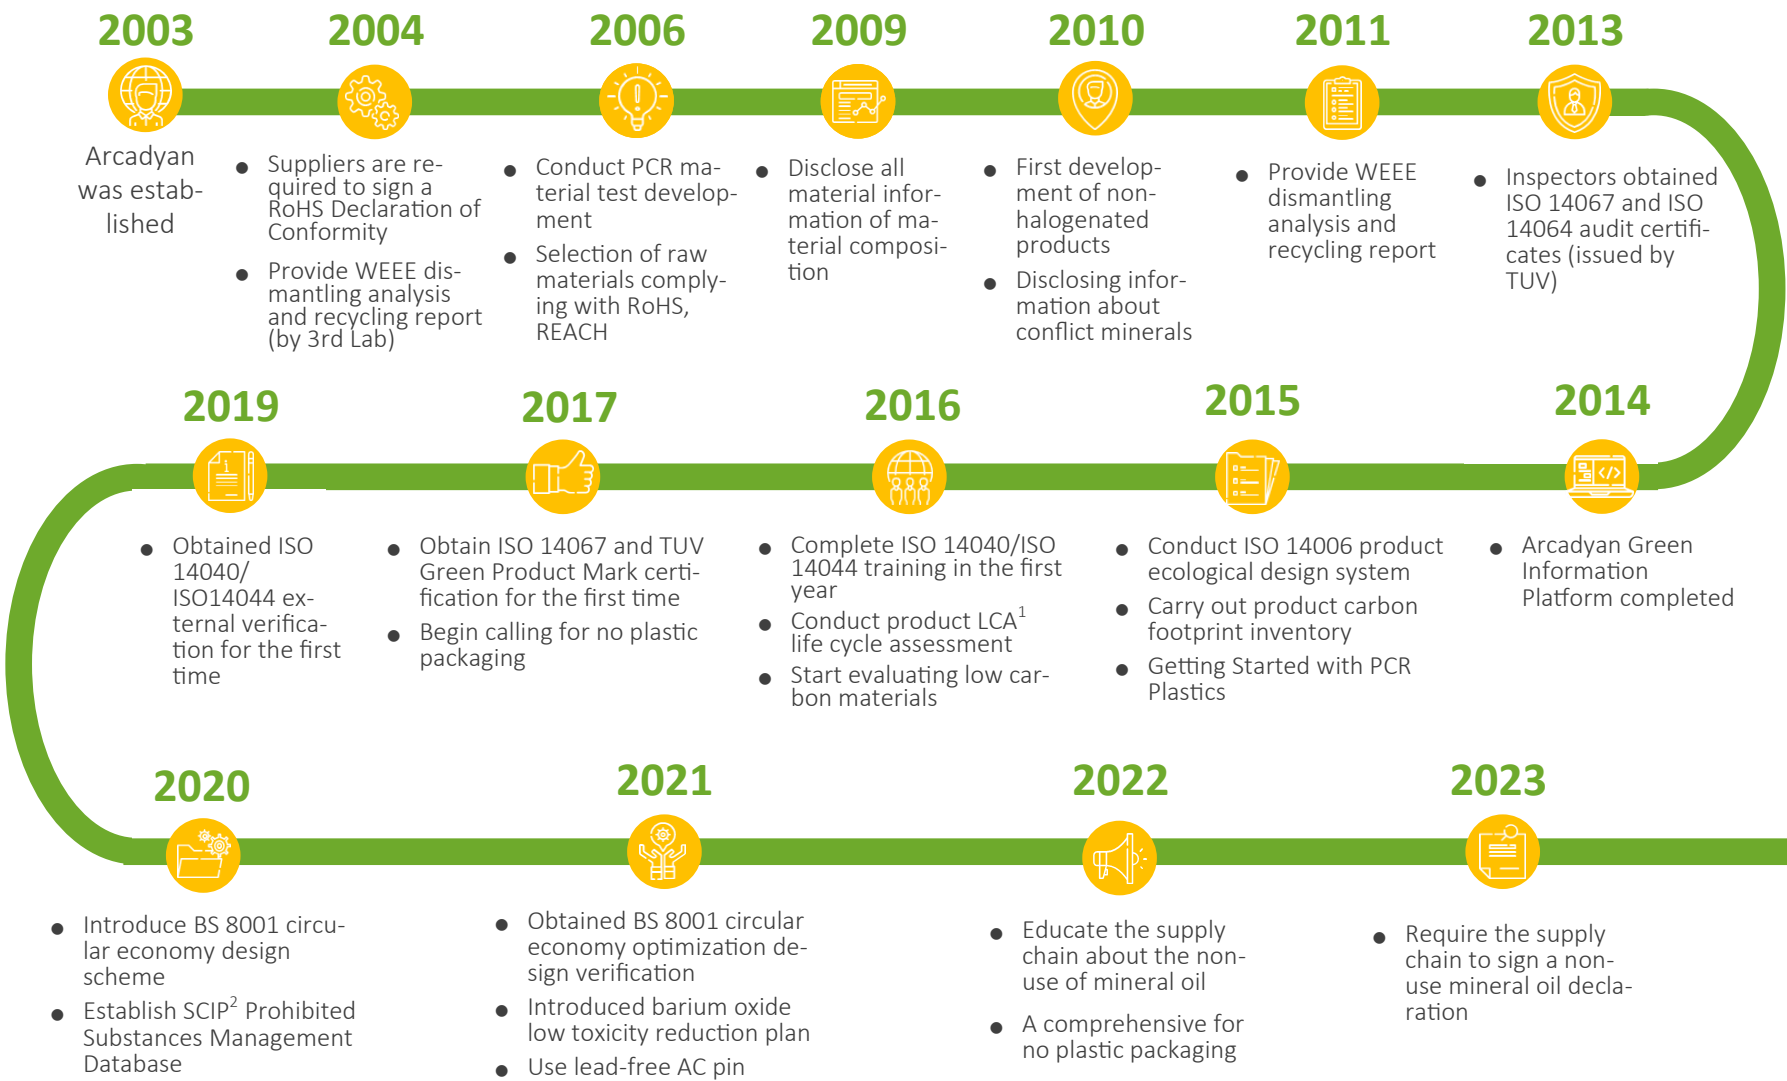 2003
Arcadyan
was estab-
lished
2004
● Suppliers are re-
quired to sign a
RoHS Declaration of
Conformity
● Provide WEEE dis-
mantling analysis
and recycling report
(by 3rd Lab)
2006
● Conduct PCR ma-
terial test develop-
ment
● Selection of raw
materials comply-
ing with RoHS,
REACH
2009
● Disclose all
material infor-
mation of ma-
terial composi-
tion
2010
● First develop-
ment of non-
halogenated
products
● Disclosing infor-
mation about
conflict minerals
2011
● Provide WEEE
dismantling
analysis and
recycling report
2013
● Inspectors obtained
ISO 14067 and ISO
14064 audit certifi-
cates (issued by
TUV)
2014
● Arcadyan Green
Information
Platform completed
2015
● Conduct ISO 14006 product
ecological design system
● Carry out product carbon
footprint inventory
● Getting Started with PCR
Plastics
2016
● Complete ISO 14040/ISO
14044 training in the first
year
● Conduct product LCA¹
life cycle assessment
● Start evaluating low car-
bon materials
2017
● Obtain ISO 14067 and TUV
Green Product Mark certi-
fication for the first time
● Begin calling for no plastic
packaging
2019
● Obtained ISO
14040/
ISO14044 ex-
ternal verifica-
tion for the first
time
2020
● Introduce BS 8001 circu-
lar economy design
scheme
● Establish SCIP² Prohibited
Substances Management
Database
2021
● Obtained BS 8001 circular
economy optimization de-
sign verification
● Introduced barium oxide
low toxicity reduction plan
● Use lead-free AC pin
2022
● Educate the supply
chain about the non-
use of mineral oil
● A comprehensive for
no plastic packaging
2023
● Require the supply
chain to sign a non-
use mineral oil decla-
ration